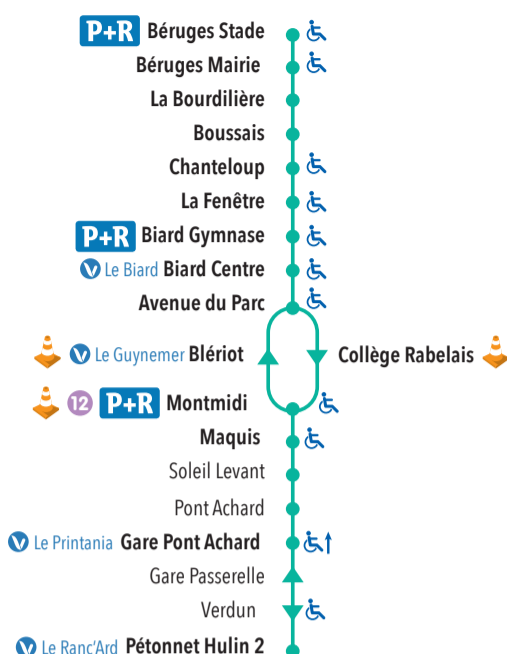 P+R Béruges Stade
Béruges Mairie
La Bourdilière
Boussais
Chanteloup
La Fenêtre
P+R Biard Gymnase
V Le Biard Biard Centre
Avenue du Parc
V Le Guynemer Blériot
Collège Rabelais
12 P+R Montmidi
Maquis
Soleil Levant
Pont Achard
V Le Printania Gare Pont Achard
Gare Passerelle
Verdun
V Le Ranc'Ard Pétonnet Hulin 2